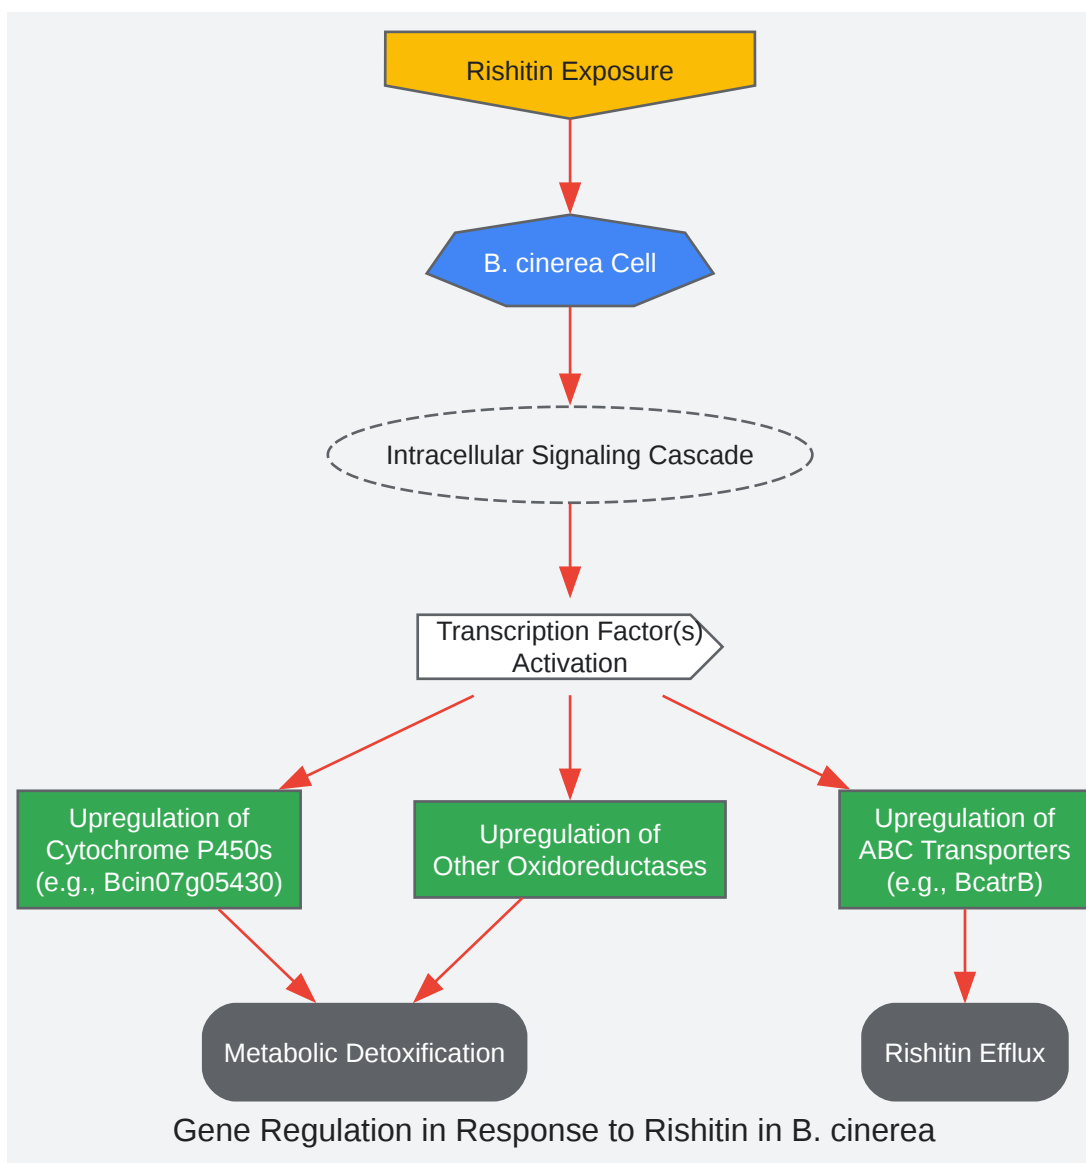 Rishitin Exposure
B. cinerea Cell
Intracellular Signaling Cascade
Transcription Factor(s)
Activation
Upregulation of
Cytochrome P450s
(e.g., Bcin07g05430)
Upregulation of
Other Oxidoreductases
Upregulation of
ABC Transporters
(e.g., BcatrB)
Metabolic Detoxification
Rishitin Efflux
Gene Regulation in Response to Rishitin in B. cinerea